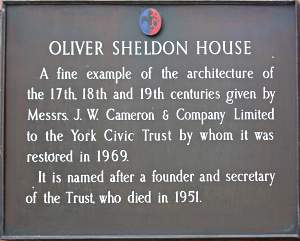 OLIVER SHELDON HOUSE
A fine example of the architecture of
the 17th, 18th and 19th centuries given by
Messrs. J. W. Cameron & Company Limited
to the York Civic Trust by whom it was
restored in 1969.
It is named after a founder and secretary
of the Trust, who died in 1951.